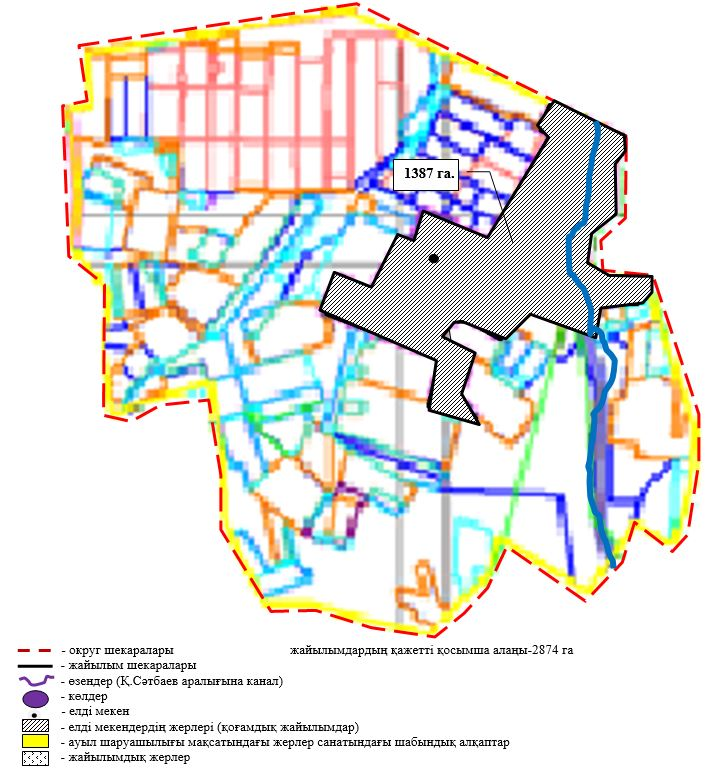 1387 га.
- округ шекаралары
жайылымдардың қажетті қосымша алаңы-2874 га
- жайылым шекаралары
- өзендер (Қ.Сәтбаев аралығына канал)
- көлдер
- елді мекен
- елді мекендердің жерлері (қоғамдық жайылымдар)
- ауыл шаруашылығы мақсатындағы жерлер санатындағы шабындық алқаптар
- жайылымдық жерлер